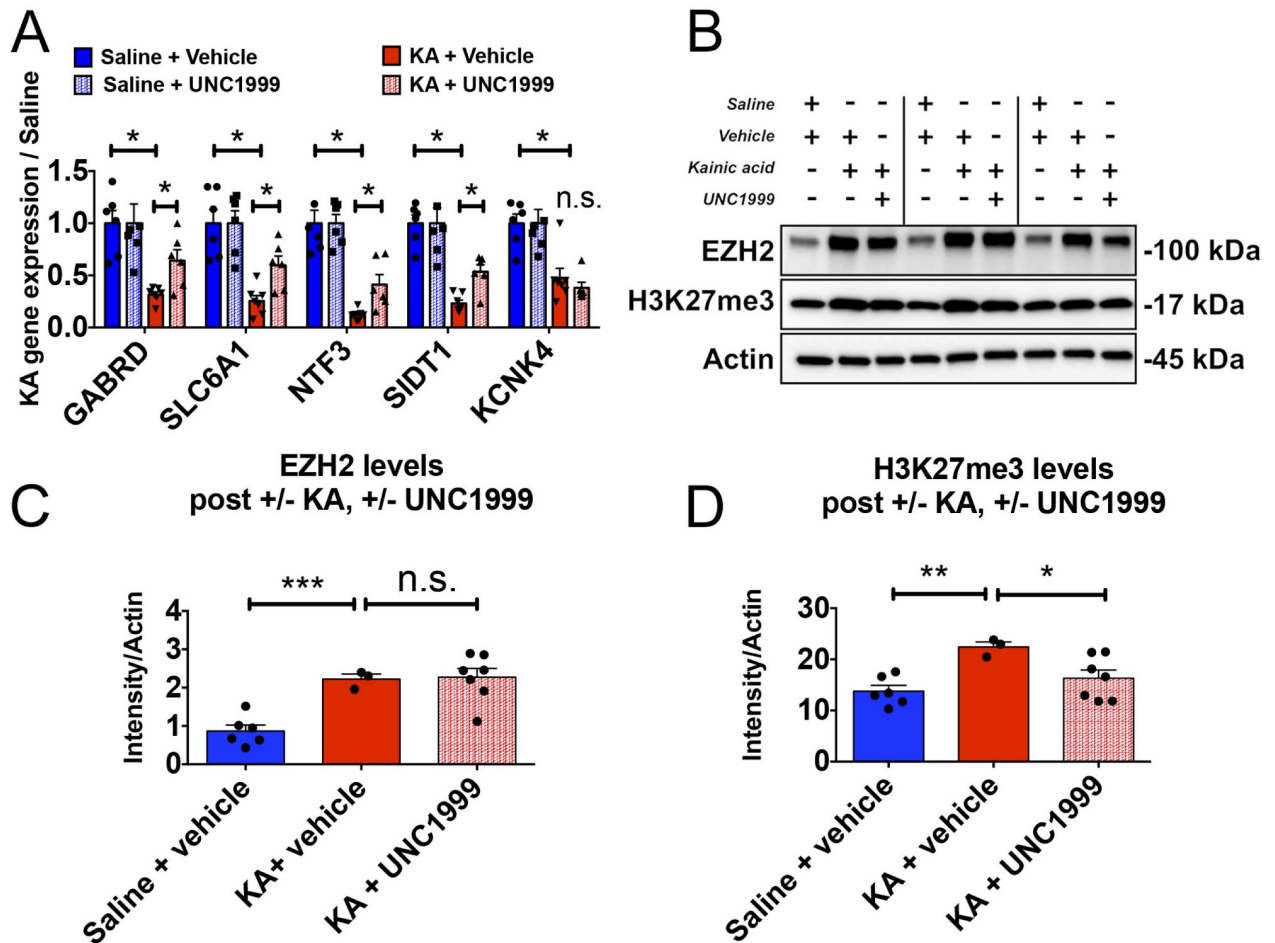 A
Saline + Vehicle
KA + Vehicle
Saline + UNC1999
KA + UNC1999
KA gene expression / Saline
* * * * *
* * * * n.s.
1.5
1.0
0.5
0.0
GABRD
SLC6A1
NTF3
SIDT1
KCNK4
B
Saline + - - + - - + - -
Vehicle + + - + + - + + -
Kainic acid - + + - + + - + +
UNC1999 - - + - - + - - +
EZH2 -100 kDa
H3K27me3 -17 kDa
Actin -45 kDa
C
EZH2 levels
post +/- KA, +/- UNC1999
*** n.s.
Intensity/Actin
4
3
2
1
0
Saline + vehicle
KA+ vehicle
KA + UNC1999
D
H3K27me3 levels
post +/- KA, +/- UNC1999
** *
Intensity/Actin
30
20
10
0
Saline + vehicle
KA + vehicle
KA + UNC1999